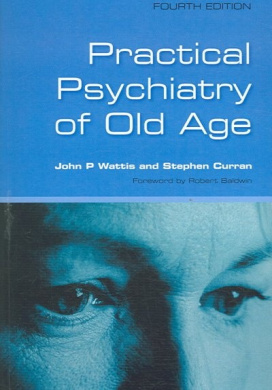 FOURTH EDITION
Practical
Psychiatry
of Old Age
John P Wattis and Stephen Curran
Foreword by Robert Baldwin